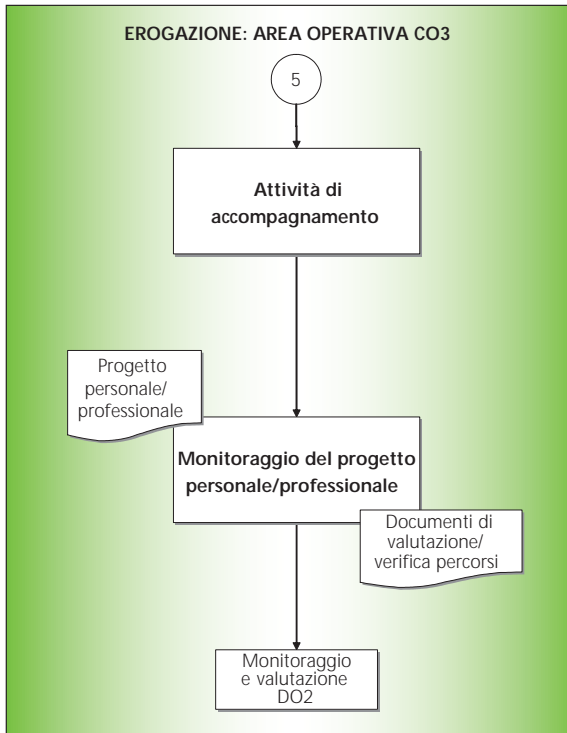 EROGAZIONE: AREA OPERATIVA CO3
5
Attività di
accompagnamento
Progetto
personale/
professionale
Monitoraggio del progetto
personale/professionale
Documenti di
valutazione/
verifica percorsi
Monitoraggio
e valutazione
DO2